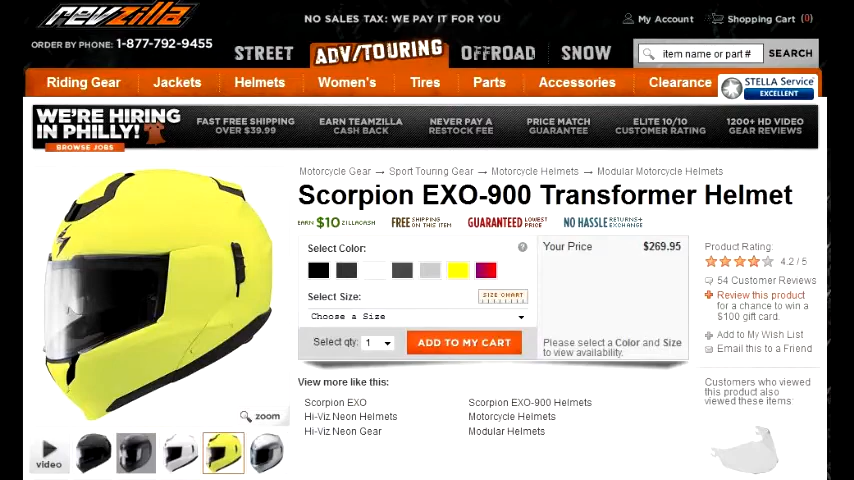 revzilla
NO SALES TAX: WE PAY IT FOR YOU
My Account
Shopping Cart (0)
ORDER BY PHONE: 1-877-792-9455
STREET
ADV/TOURING
OFFROAD
SNOW
item name or part #
SEARCH
Riding Gear
Jackets
Helmets
Women's
Tires
Parts
Accessories
Clearance
STELLA Service
EXCELLENT
WE'RE HIRING
IN PHILLY!
BROWSE JOBS
FAST FREE SHIPPING
OVER $39.99
EARN TEAMZILLA
CASH BACK
NEVER PAY A
RESTOCK FEE
PRICE MATCH
GUARANTEE
ELITE 10/10
CUSTOMER RATING
1200+ HD VIDEO
GEAR REVIEWS
Motorcycle Gear → Sport Touring Gear → Motorcycle Helmets → Modular Motorcycle Helmets
Scorpion EXO-900 Transformer Helmet
EARN $10 ZILLACASH
FREE SHIPPING ON THIS ITEM
GUARANTEED LOWEST PRICE
NO HASSLE RETURNS+ EXCHANGE
Select Color:
?
Your Price
$269.95
Product Rating:
4.2 / 5
54 Customer Reviews
Review this product
for a chance to win a
$100 gift card.
Select Size:
SIZE CHART
Choose a Size
Select qty:
1
ADD TO MY CART
Please select a Color and Size
to view availability.
Add to My Wish List
Email this to a Friend
View more like this:
Scorpion EXO
Scorpion EXO-900 Helmets
Hi-Viz Neon Helmets
Motorcycle Helmets
Hi-Viz Neon Gear
Modular Helmets
Customers who viewed
this product also
viewed these items:
zoom
video